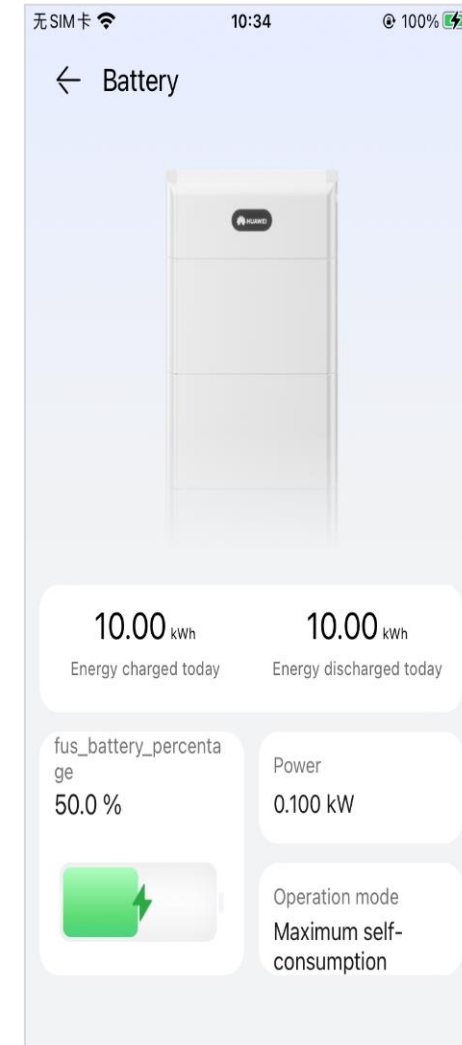 无SIM卡 10:34 100%
Battery
HUAWEI
10.00 kWh 10.00 kWh
Energy charged today Energy discharged today
fus_battery_percenta
ge
50.0 %
Power
0.100 kW
Operation mode
Maximum self-
consumption